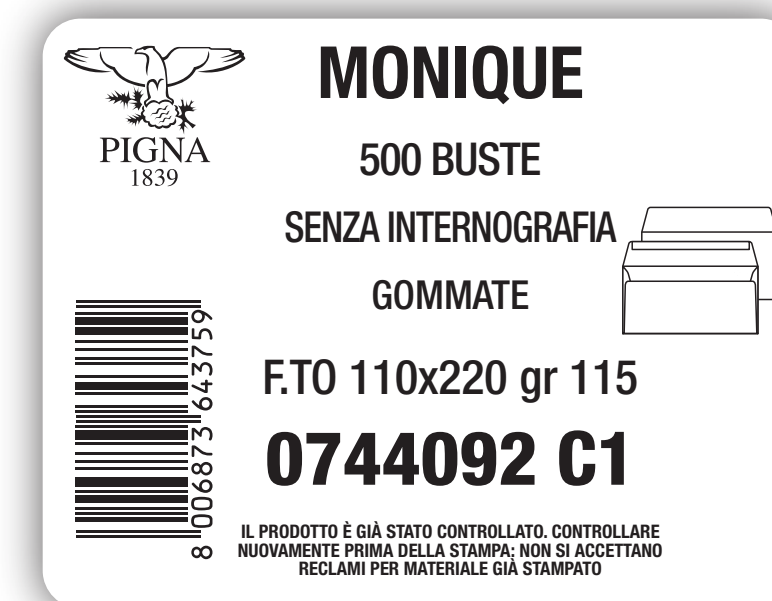 PIGNA
1839
MONIQUE
500 BUSTE
SENZA INTERNOGRAFIA
GOMMATE
F.TO 110x220 gr 115
0744092 C1
8 006873 643759
IL PRODOTTO È GIÀ STATO CONTROLLATO. CONTROLLARE
NUOVAMENTE PRIMA DELLA STAMPA: NON SI ACCETTANO
RECLAMI PER MATERIALE GIÀ STAMPATO